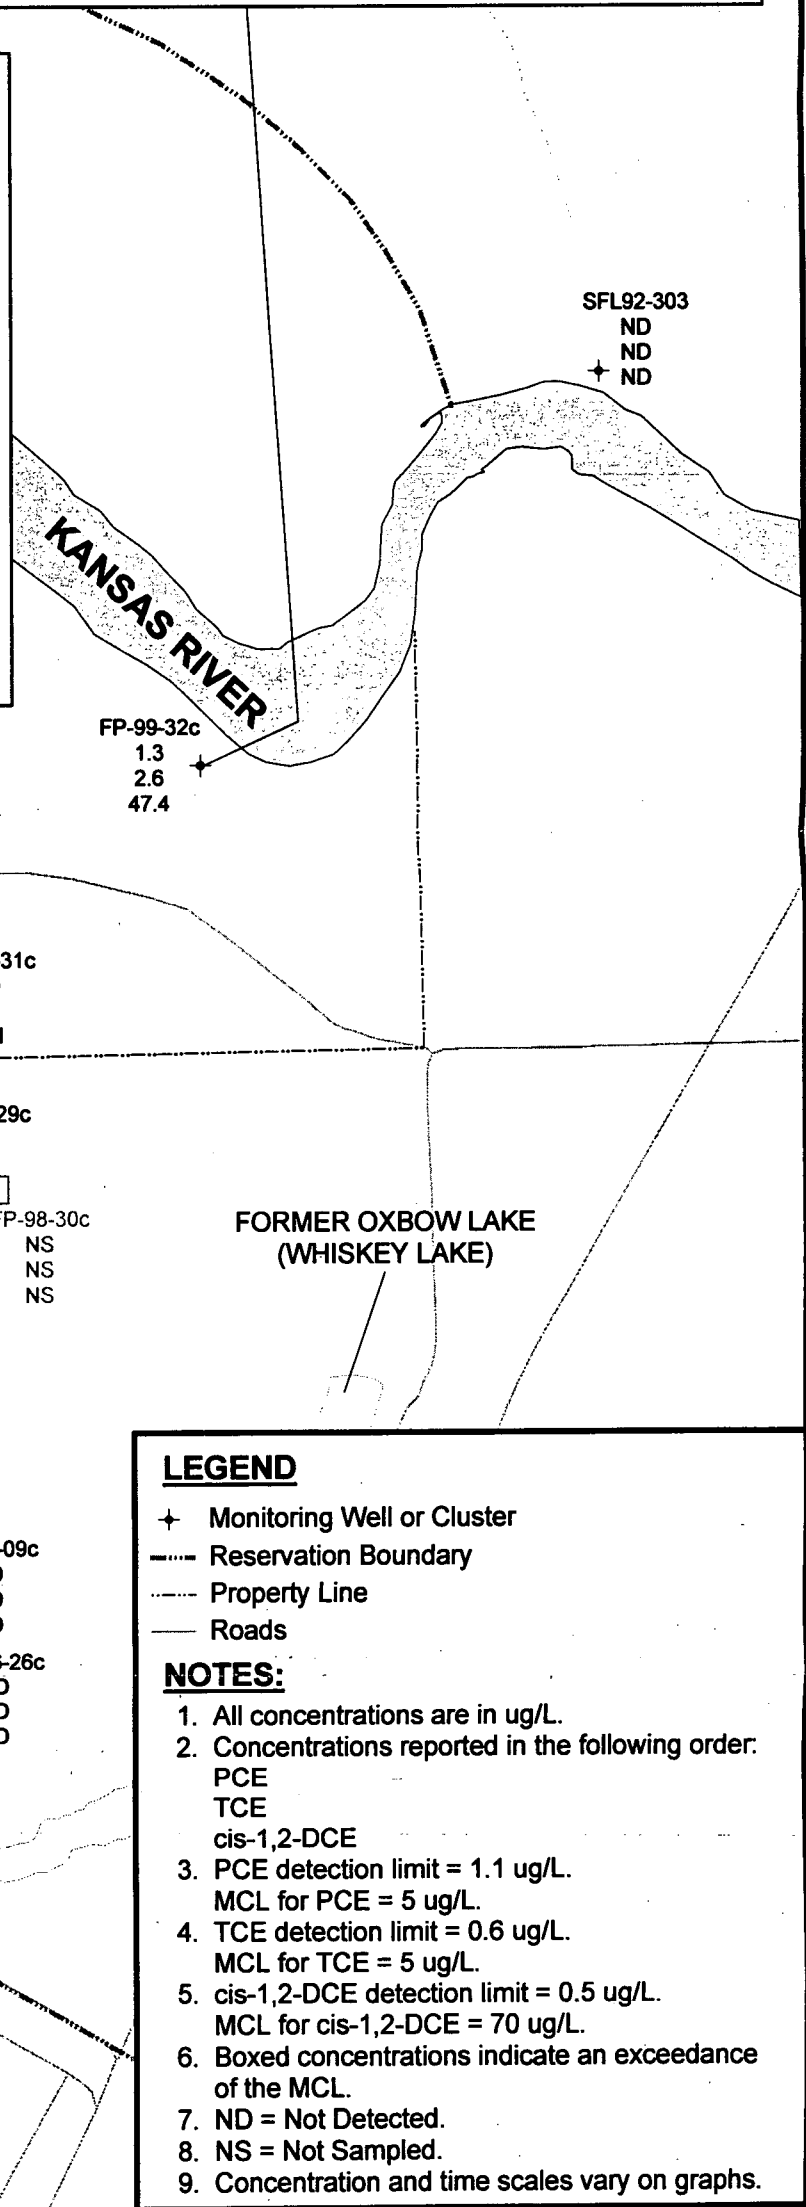 SFL92-303
ND
ND
ND
KANSAS RIVER
FP-99-32c
1.3
2.6
47.4
31c
29c
FP-98-30c
NS
NS
NS
FORMER OXBOW LAKE
(WHISKEY LAKE)
-09c
-26c
LEGEND
Monitoring Well or Cluster
Reservation Boundary
Property Line
Roads
NOTES:
1. All concentrations are in ug/L.
2. Concentrations reported in the following order:
PCE
TCE
cis-1,2-DCE
3. PCE detection limit = 1.1 ug/L.
MCL for PCE = 5 ug/L.
4. TCE detection limit = 0.6 ug/L.
MCL for TCE = 5 ug/L.
5. cis-1,2-DCE detection limit = 0.5 ug/L.
MCL for cis-1,2-DCE = 70 ug/L.
6. Boxed concentrations indicate an exceedance
of the MCL.
7. ND = Not Detected.
8. NS = Not Sampled.
9. Concentration and time scales vary on graphs.